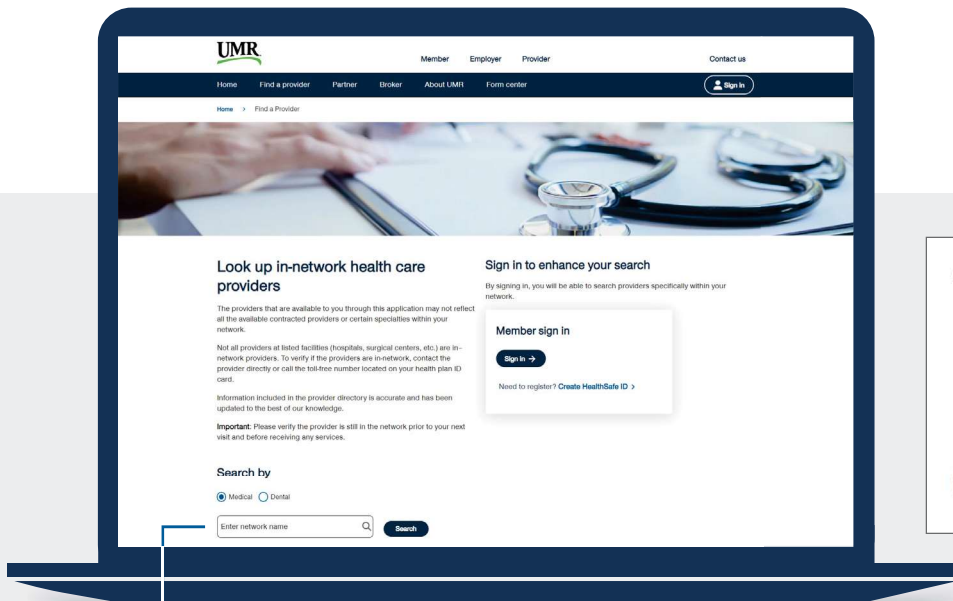 UMR
Member Employer Provider Contact us
Home Find a provider Partner Broker About UMR Form center Sign in
Home > Find a Provider
Look up in-network health care
providers
The providers that are available to you through this application may not reflect
all the available contracted providers or certain specialties within your
network.
Not all providers at listed facilities (hospitals, surgical centers, etc.) are in-
network providers. To verify if the providers are in-network, contact the
provider directly or call the toll-free number located on your health plan ID
card.
Information included in the provider directory is accurate and has been
updated to the best of our knowledge.
Important: Please verify the provider is still in the network prior to your next
visit and before receiving any services.
Sign in to enhance your search
By signing in, you will be able to search providers specifically within your
network.
Member sign in
Sign in →
Need to register? Create HealthSafe ID >
Search by
Medical Dental
Enter network name Search